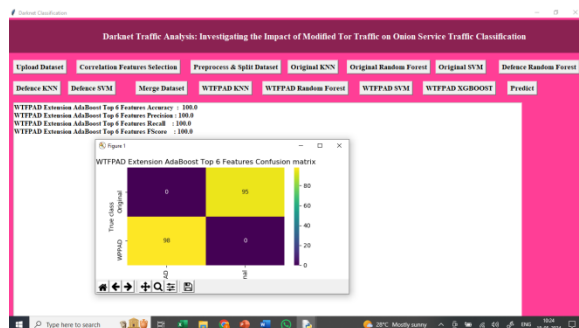 Darknet Classification
Darknet Traffic Analysis: Investigating the Impact of Modified Tor Traffic on Onion Service Traffic Classification
Upload Dataset Correlation Features Selection Preprocess & Split Dataset Original KNN Original Random Forest Original SVM Defence Random Forest
Defence KNN Defence SVM Merge Dataset WTFPAD KNN WTFPAD Random Forest WTFPAD SVM WTFPAD XGBOOST Predict
WTFPAD Extension AdaBoost Top 6 Features Accuracy : 100.0
WTFPAD Extension AdaBoost Top 6 Features Precision : 100.0
WTFPAD Extension AdaBoost Top 6 Features Recall : 100.0
WTFPAD Extension AdaBoost Top 6 Features FScore : 100.0
Figure 1
WTFPAD Extension AdaBoost Top 6 Features Confusion matrix
True class
Original
0 95
98 0
80
60
40
20
0
AD
nal
Type here to search
28°C Mostly sunny
ENG
10:24